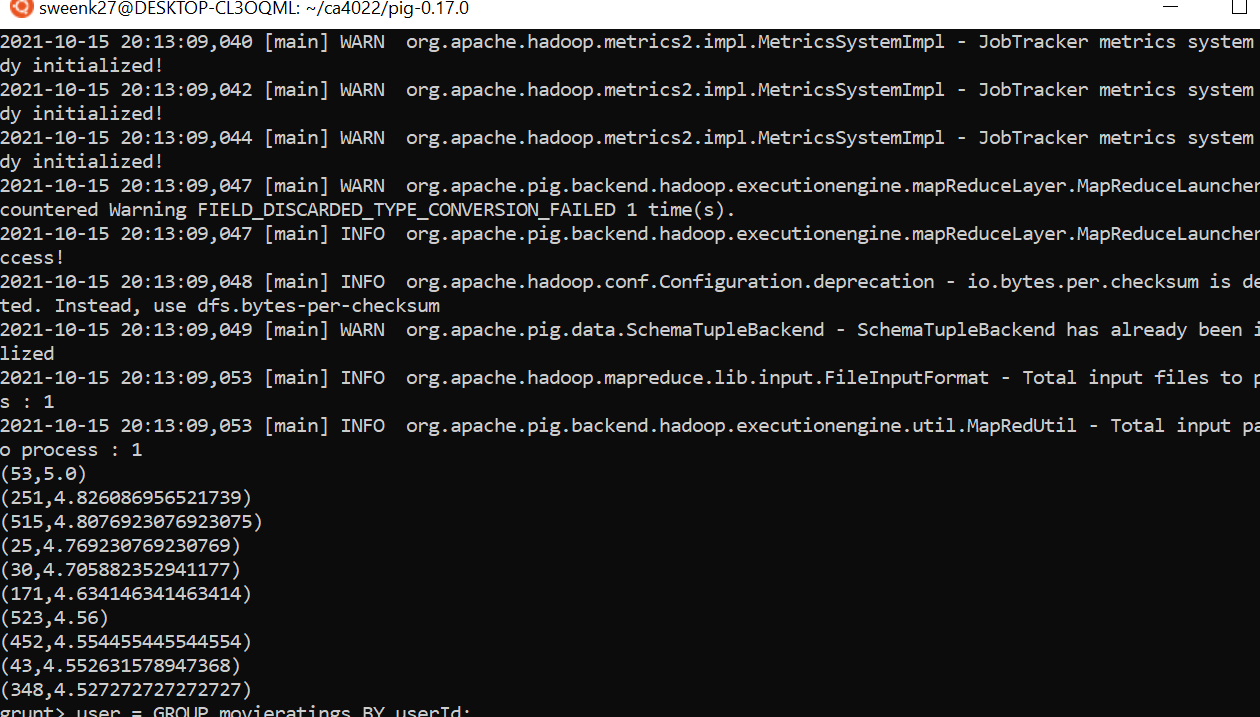 sweenk27@DESKTOP-CL3OQML: ~/ca4022/pig-0.17.0
2021-10-15 20:13:09,040 [main] WARN  org.apache.hadoop.metrics2.impl.MetricsSystemImpl - JobTracker metrics system
dy initialized!
2021-10-15 20:13:09,042 [main] WARN  org.apache.hadoop.metrics2.impl.MetricsSystemImpl - JobTracker metrics system
dy initialized!
2021-10-15 20:13:09,044 [main] WARN  org.apache.hadoop.metrics2.impl.MetricsSystemImpl - JobTracker metrics system
dy initialized!
2021-10-15 20:13:09,047 [main] WARN  org.apache.pig.backend.hadoop.executionengine.mapReduceLayer.MapReduceLauncher
countered Warning FIELD_DISCARDED_TYPE_CONVERSION_FAILED 1 time(s).
2021-10-15 20:13:09,047 [main] INFO  org.apache.pig.backend.hadoop.executionengine.mapReduceLayer.MapReduceLauncher
ccess!
2021-10-15 20:13:09,048 [main] INFO  org.apache.hadoop.conf.Configuration.deprecation - io.bytes.per.checksum is de
ted. Instead, use dfs.bytes-per-checksum
2021-10-15 20:13:09,049 [main] WARN  org.apache.pig.data.SchemaTupleBackend - SchemaTupleBackend has already been i
lized
2021-10-15 20:13:09,053 [main] INFO  org.apache.hadoop.mapreduce.lib.input.FileInputFormat - Total input files to p
s : 1
2021-10-15 20:13:09,053 [main] INFO  org.apache.pig.backend.hadoop.executionengine.util.MapRedUtil - Total input pa
o process : 1
(53,5.0)
(251,4.826086956521739)
(515,4.8076923076923075)
(25,4.769230769230769)
(30,4.705882352941177)
(171,4.634146341463414)
(523,4.56)
(452,4.554455445544554)
(43,4.552631578947368)
(348,4.527272727272727)
grunt> user = GROUP movieratings BY userId;